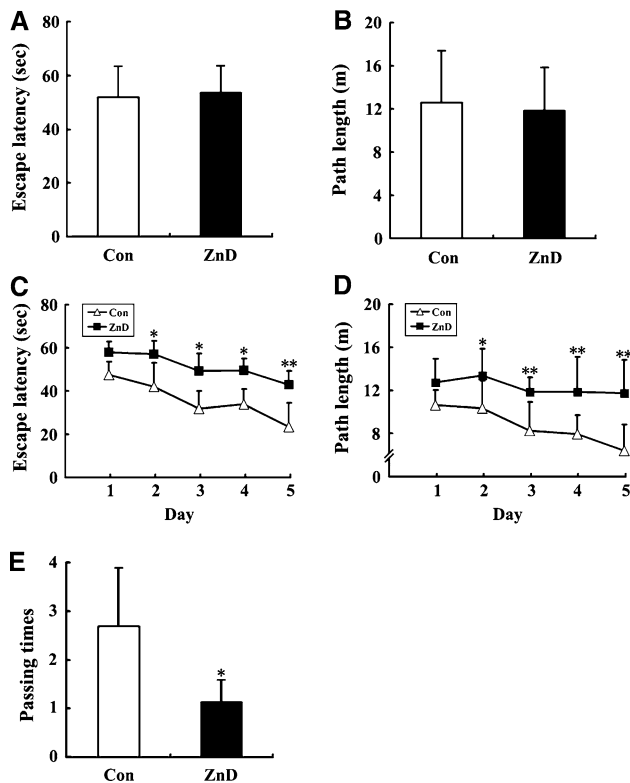 A
Escape latency (sec)
80
60
40
20
0
Con
ZnD
B
Path length (m)
20
16
12
8
4
0
Con
ZnD
C
Escape latency (sec)
80
60
40
20
0
Con
ZnD
*
*
*
**
1
2
3
4
5
Day
D
Path length (m)
20
16
12
8
0
Con
ZnD
*
**
**
**
1
2
3
4
5
Day
E
Passing times
4
3
2
1
0
*
Con
ZnD